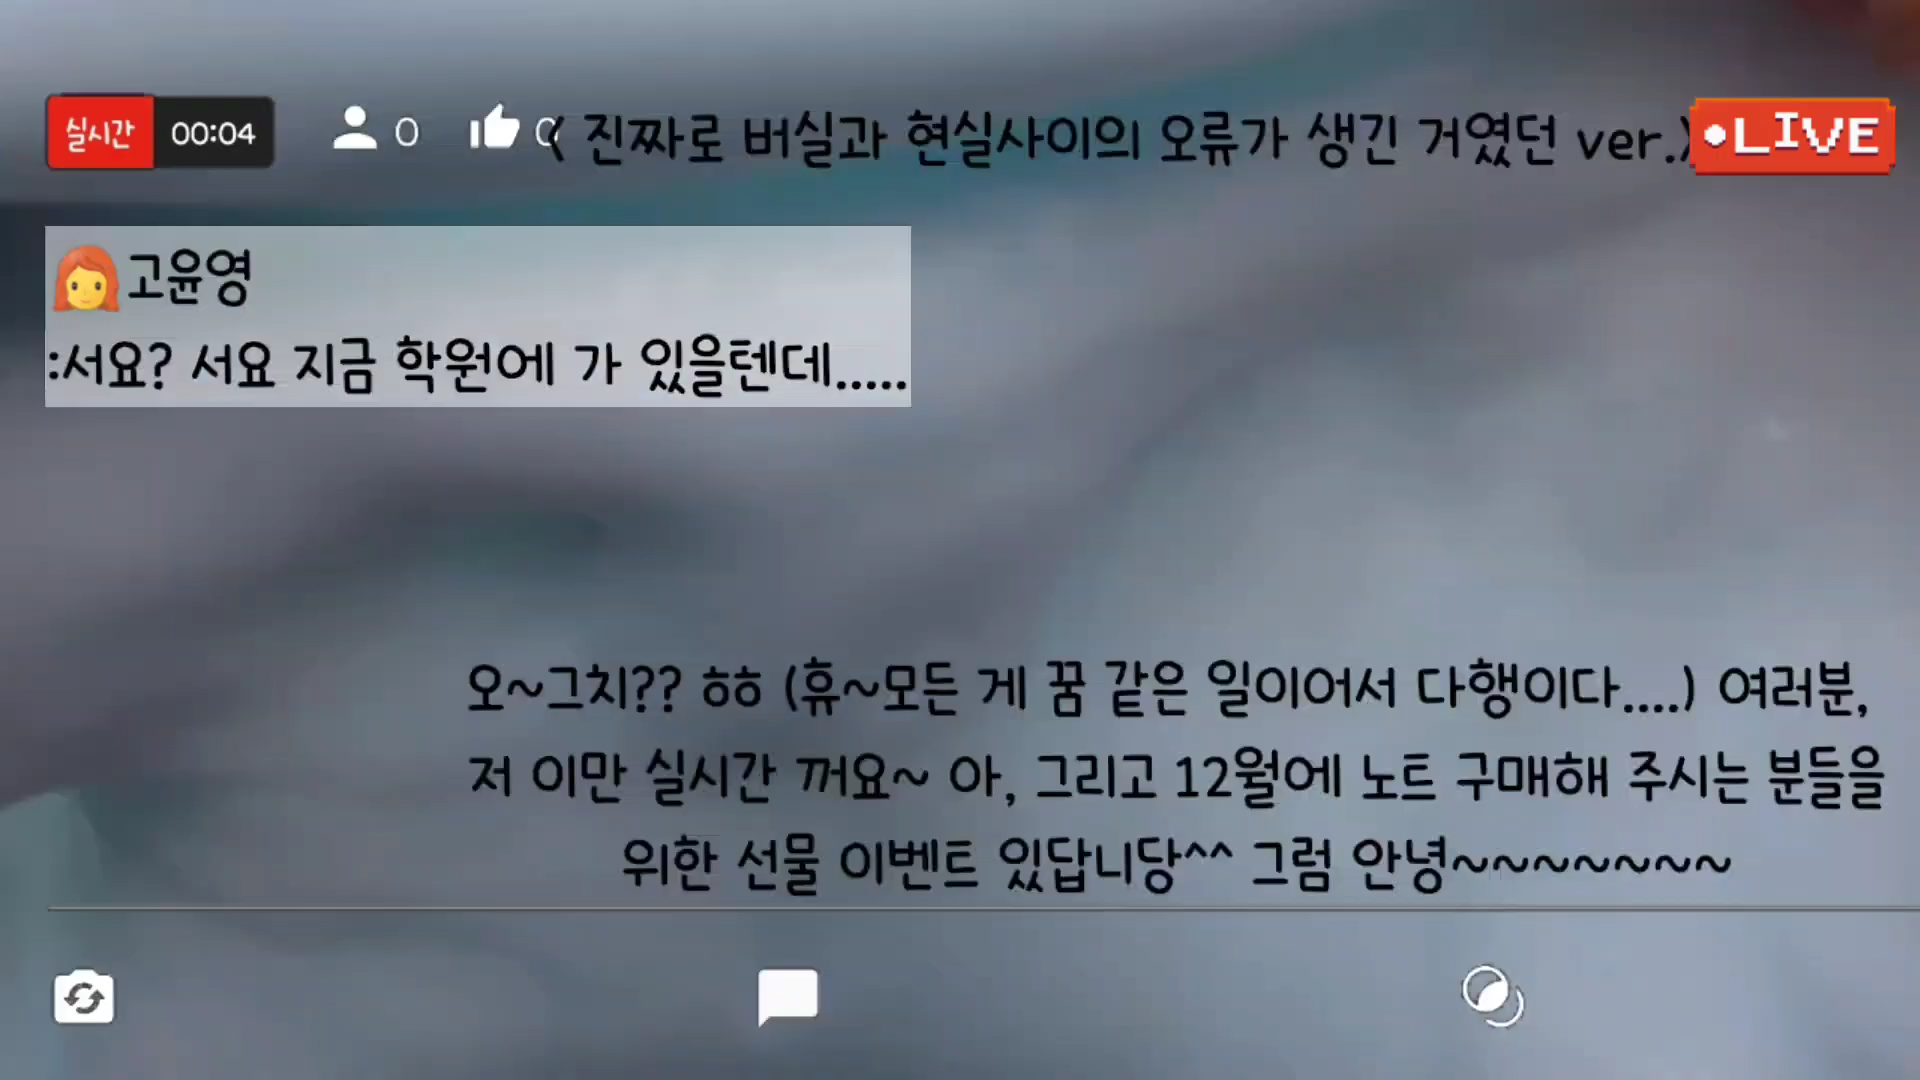 실시간 00:04 0 0 < 진짜로 버실과 현실사이의 오류가 생긴 거였던 ver.> LIVE
고윤영
:서요? 서요 지금 학원에 가 있을텐데.....
오~그치?? ㅎㅎ (휴~모든 게 꿈 같은 일이어서 다행이다....) 여러분,
저 이만 실시간 꺼요~ 아, 그리고 12월에 노트 구매해 주시는 분들을
위한 선물 이벤트 있답니당^^ 그럼 안녕~~~~~~~